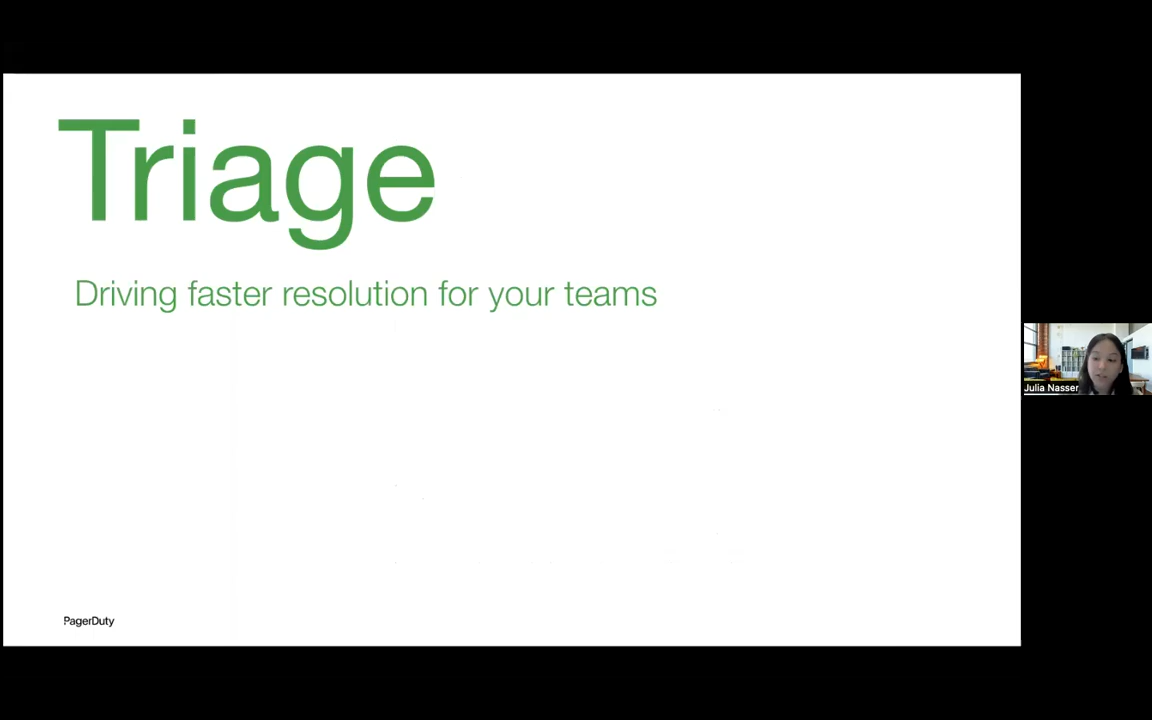 Triage
Driving faster resolution for your teams
Julia Nasser
PagerDuty